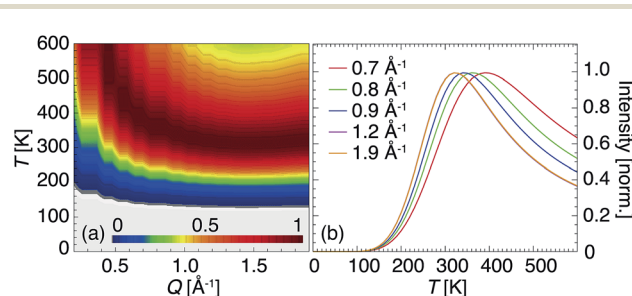 600
500
400
300
200
100
0
T [K]
(a)
0 0.5 1
0.5 1.0 1.5
Q [Å-1]
0.7 Å-1
0.8 Å-1
0.9 Å-1
1.2 Å-1
1.9 Å-1
(b)
1.0
0.8
0.6
0.4
0.2
0
Intensity [norm.]
0 100 200 300 400 500
T [K]